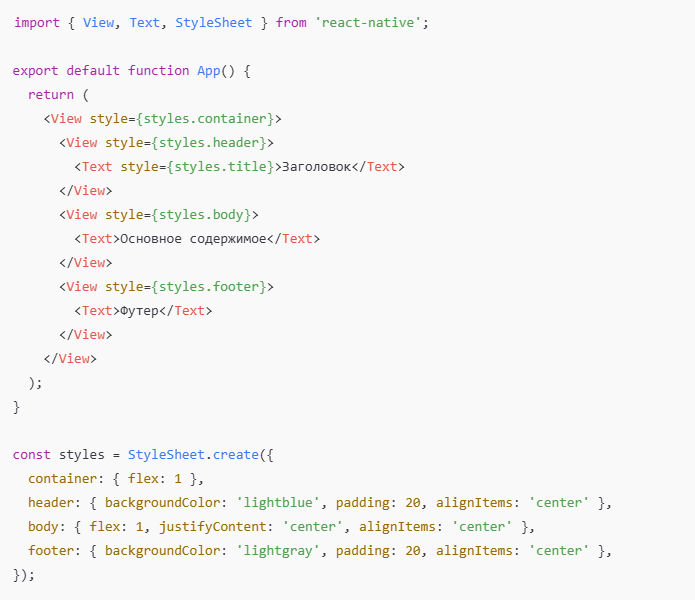 import { View, Text, StyleSheet } from 'react-native';

export default function App() {
  return (
    <View style={styles.container}>
      <View style={styles.header}>
        <Text style={styles.title}>Заголовок</Text>
      </View>
      <View style={styles.body}>
        <Text>Основное содержимое</Text>
      </View>
      <View style={styles.footer}>
        <Text>Футер</Text>
      </View>
    </View>
  );
}

const styles = StyleSheet.create({
  container: { flex: 1 },
  header: { backgroundColor: 'lightblue', padding: 20, alignItems: 'center' },
  body: { flex: 1, justifyContent: 'center', alignItems: 'center' },
  footer: { backgroundColor: 'lightgray', padding: 20, alignItems: 'center' },
});